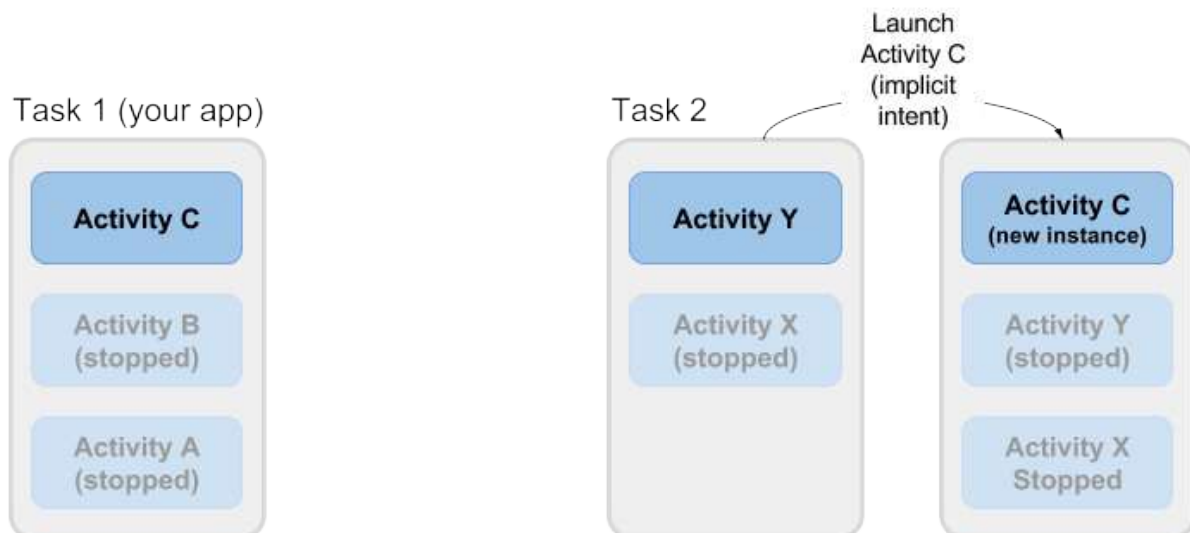 Launch
Activity C
(implicit
intent)
Task 1 (your app)
Task 2
Activity C
Activity B
(stopped)
Activity A
(stopped)
Activity Y
Activity X
(stopped)
Activity C
(new instance)
Activity Y
(stopped)
Activity X
Stopped